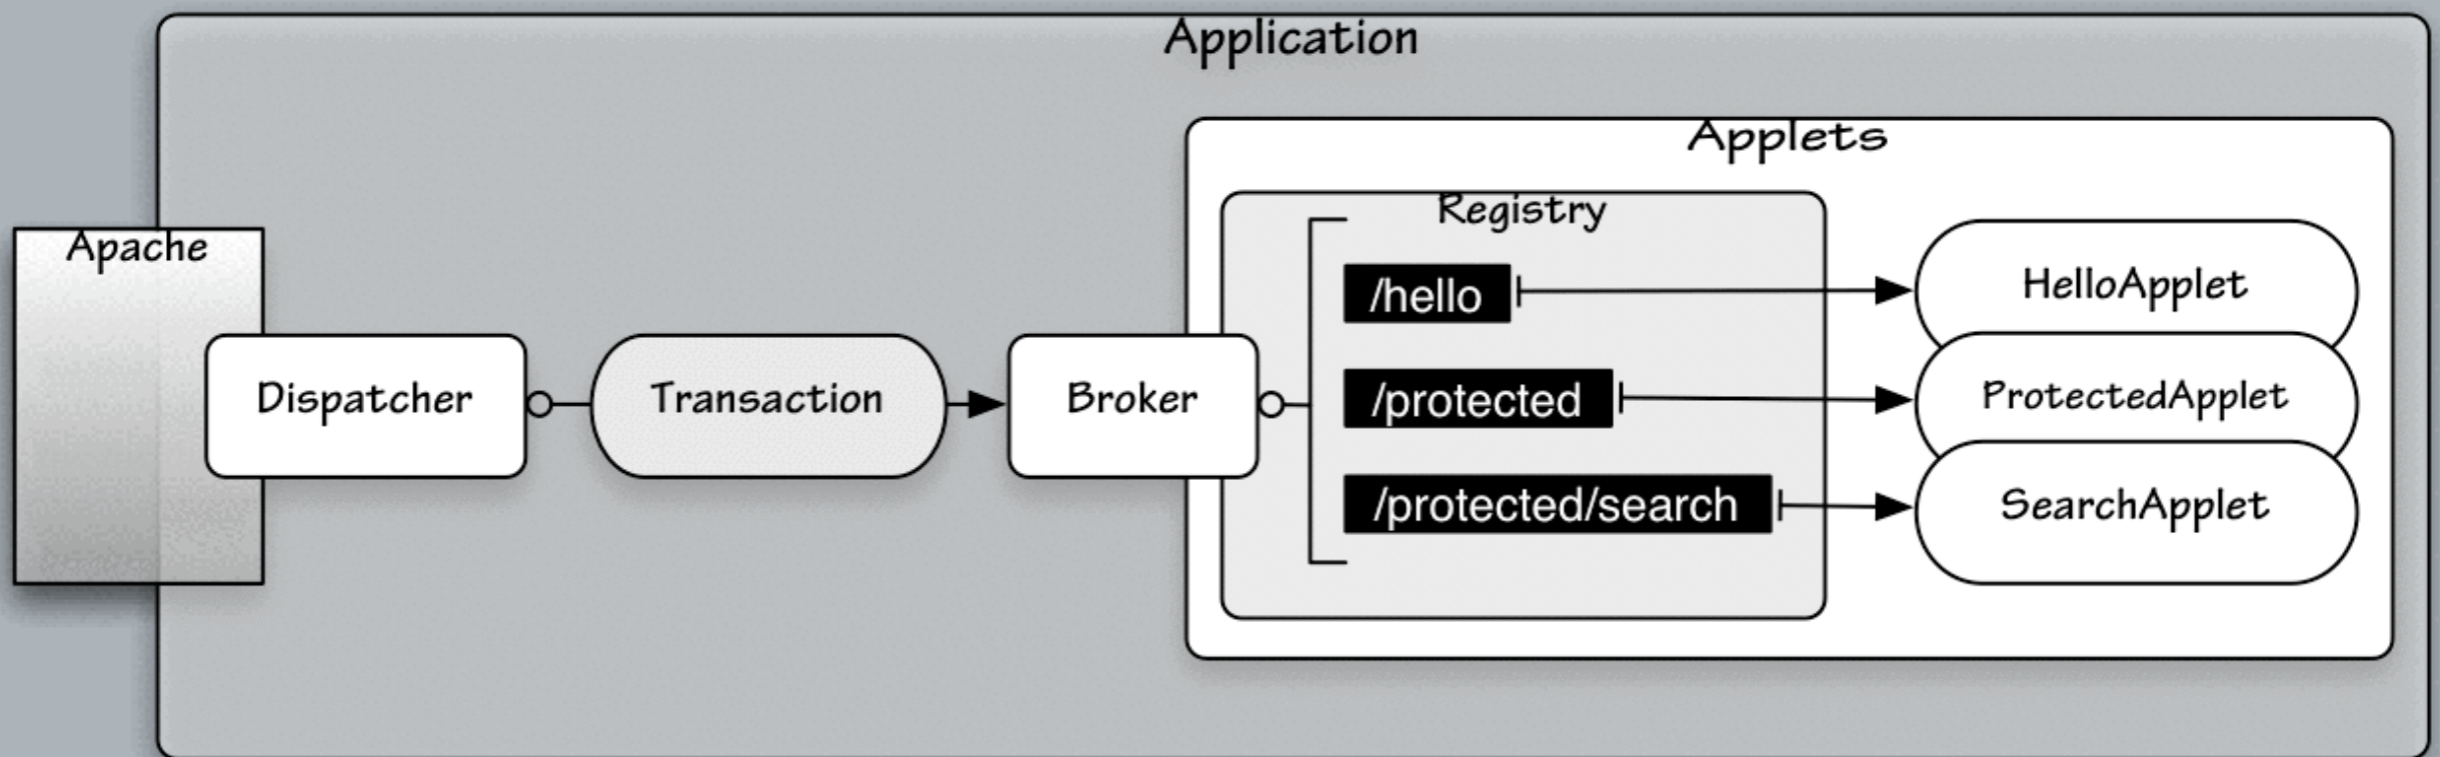 Application
Applets
Registry
Apache
/hello
HelloApplet
Dispatcher
Transaction
Broker
/protected
ProtectedApplet
/protected/search
SearchApplet